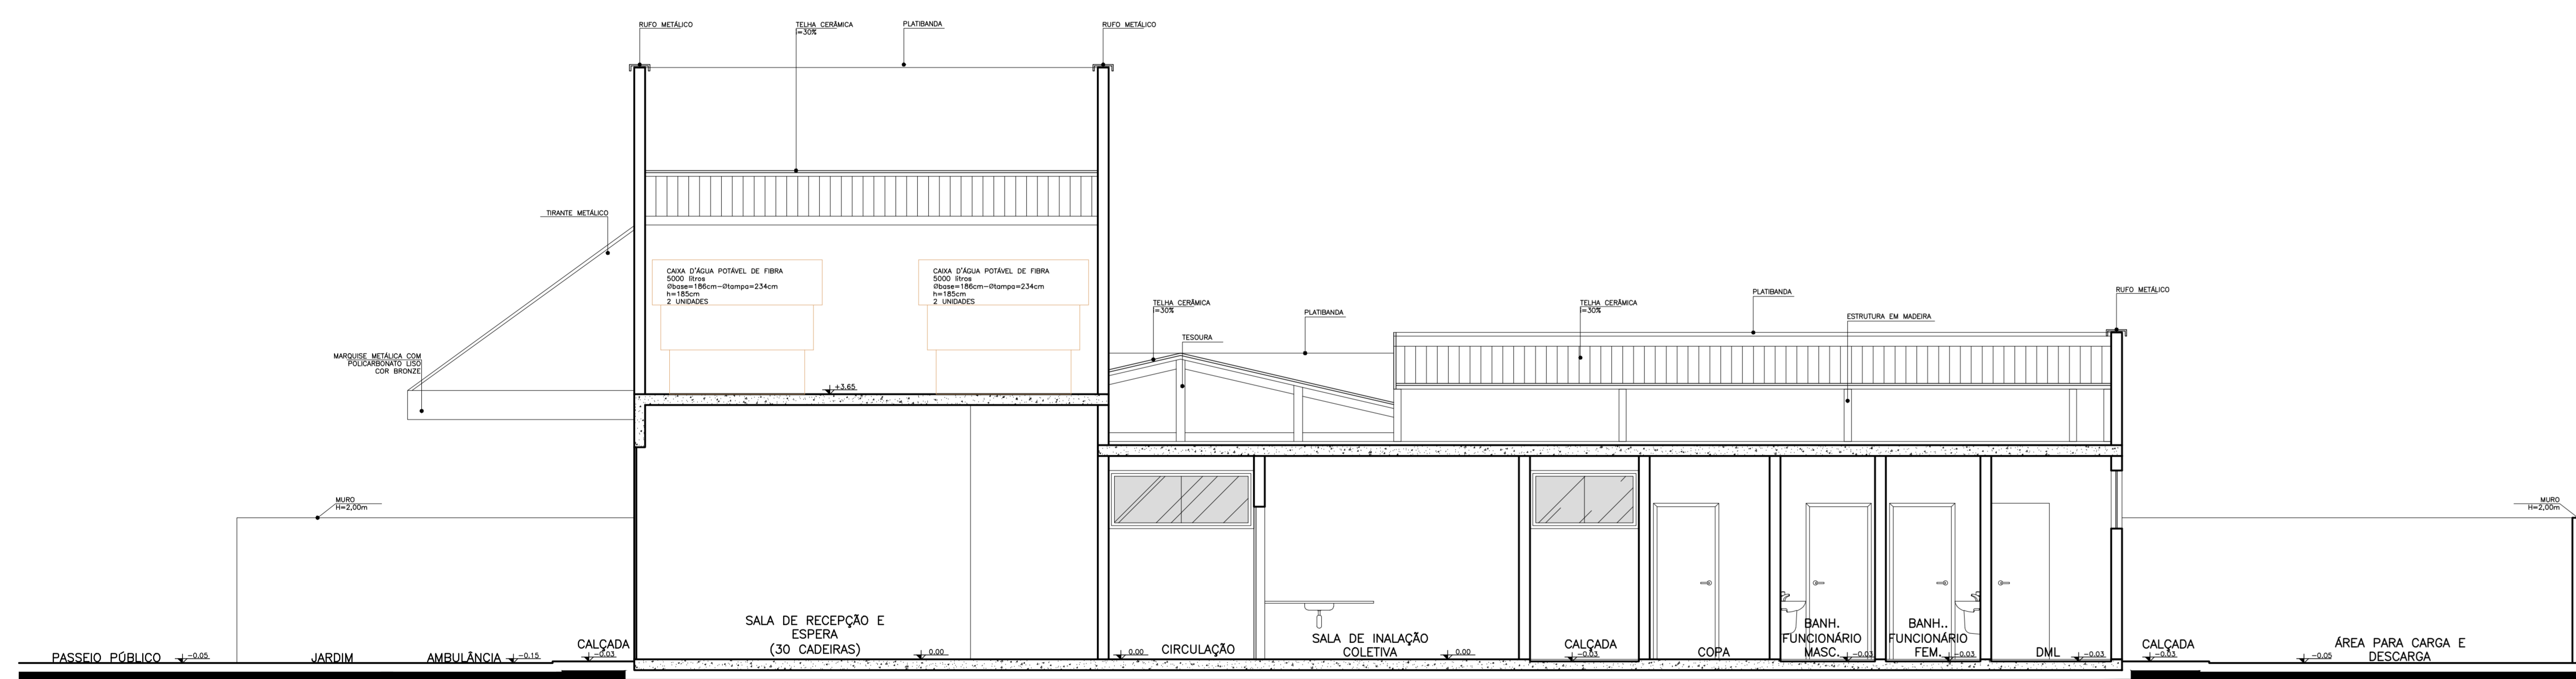 RUFO METÁLICO
TELHA CERÂMICA
i=30%
PLATIBANDA
RUFO METÁLICO
TIRANTE METÁLICO
CAIXA D'ÁGUA POTÁVEL DE FIBRA
5000 litros
Øbase=186cm-Øtampa=234cm
h=185cm
2 UNIDADES
CAIXA D'ÁGUA POTÁVEL DE FIBRA
5000 litros
Øbase=186cm-Øtampa=234cm
h=185cm
2 UNIDADES
RUFO METÁLICO
PLATIBANDA
TELHA CERÂMICA
i=30%
TELHA CERÂMICA
i=30%
PLATIBANDA
ESTRUTURA EM MADEIRA
TESOURA
MARQUISE METÁLICA COM
POLICARBONATO LISO
COR BRONZE
+3.65
MURO
H=2,00m
MURO
H=2,00m
PASSEIO PÚBLICO
-0.05
JARDIM
AMBULÂNCIA
-0.15
CALÇADA
-0.03
SALA DE RECEPÇÃO E
ESPERA
(30 CADEIRAS)
0.00
0.00
CIRCULAÇÃO
SALA DE INALAÇÃO
COLETIVA
0.00
CALÇADA
-0.03
COPA
BANH.
FUNCIONÁRIO
MASC.
-0.03
BANH..
FUNCIONÁRIO
FEM.
-0.03
DML
-0.03
CALÇADA
-0.03
-0.05
ÁREA PARA CARGA E
DESCARGA